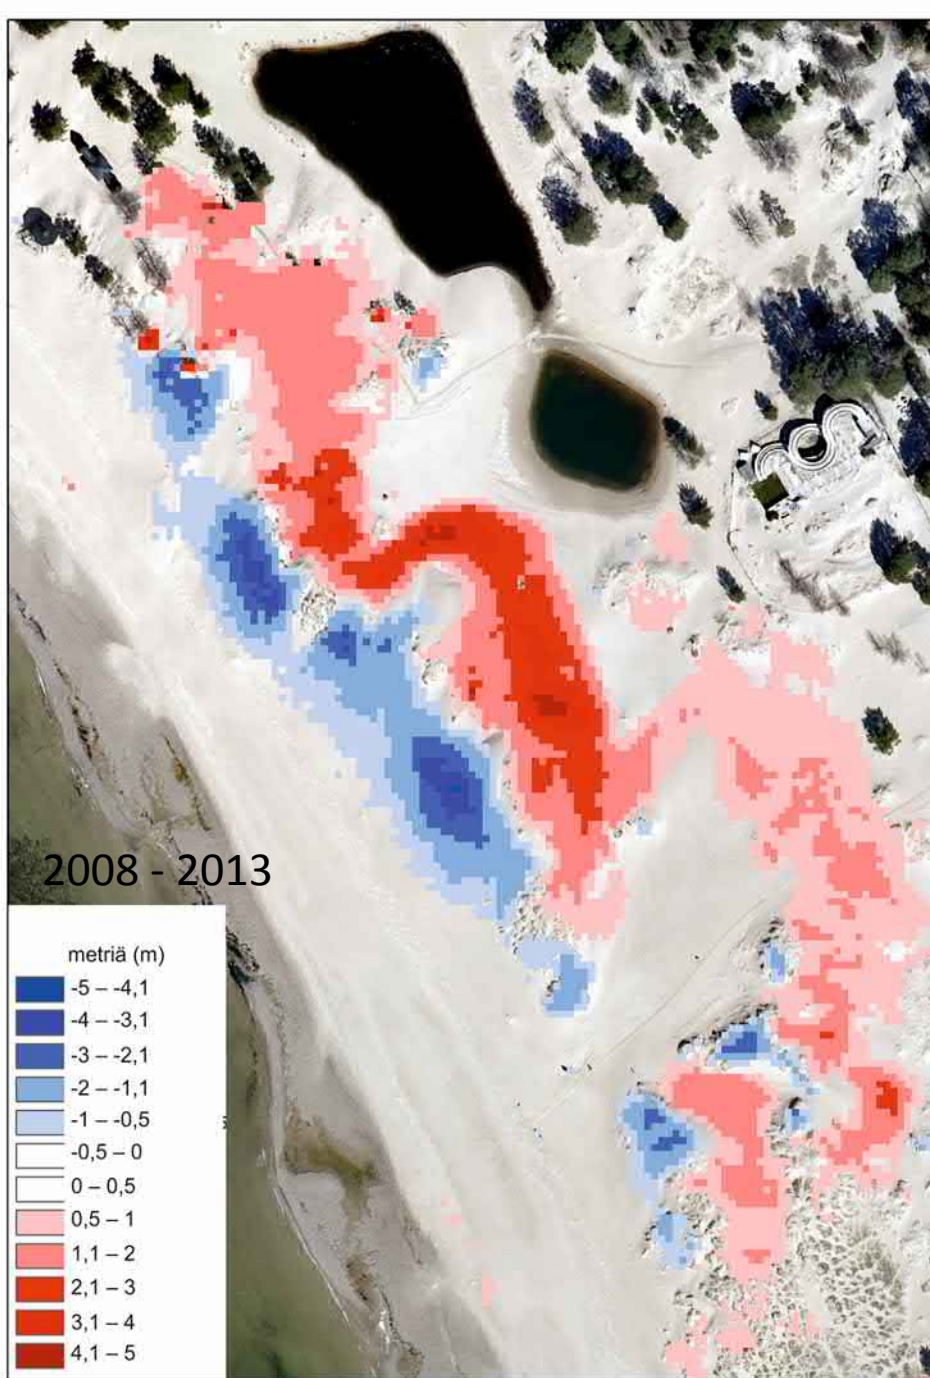 2008 - 2013
metriä (m)
-5 – -4,1
-4 – -3,1
-3 – -2,1
-2 – -1,1
-1 – -0,5
-0,5 – 0
0 – 0,5
0,5 – 1
1,1 – 2
2,1 – 3
3,1 – 4
4,1 – 5